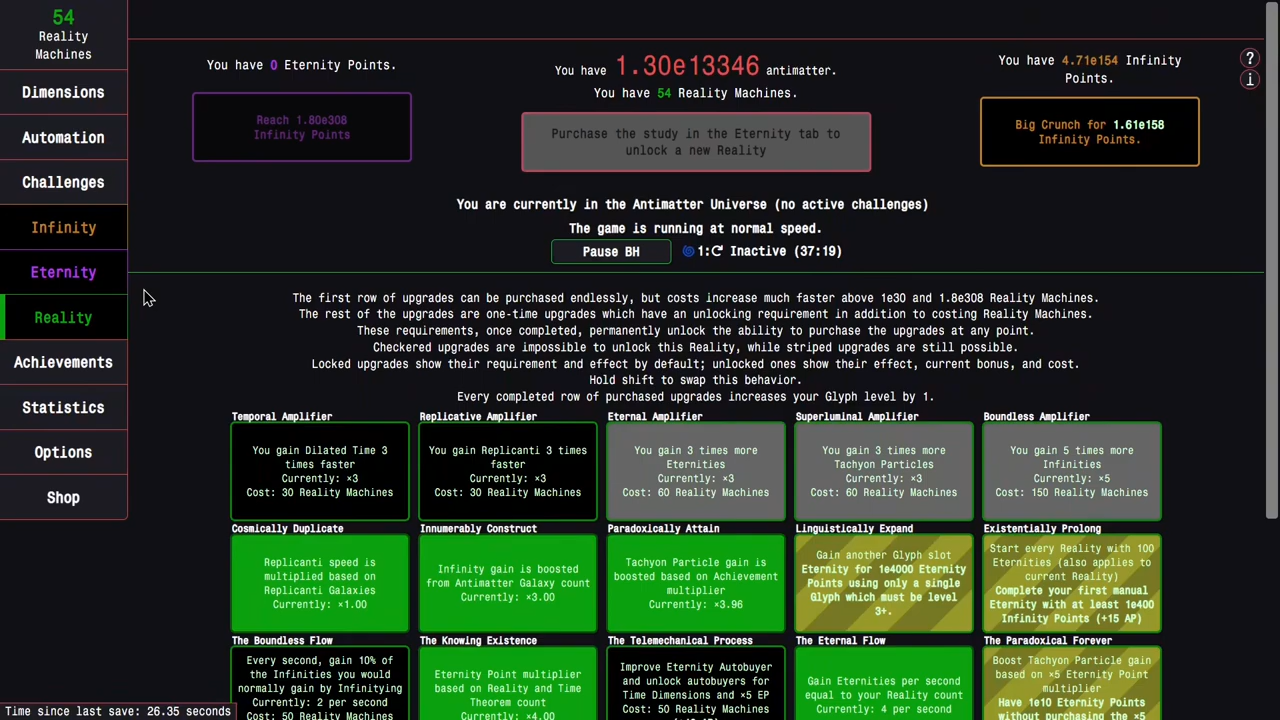 54
Reality
Machines
Dimensions
Automation
Challenges
Infinity
Eternity
Reality
Achievements
Statistics
Options
Shop
You have 0 Eternity Points.
Reach 1.80e308
Infinity Points
You have 1.30e13346 antimatter.
You have 54 Reality Machines.
Purchase the study in the Eternity tab to
unlock a new Reality
You have 4.71e154 Infinity
Points.
Big Crunch for 1.61e158
Infinity Points.
?
i
You are currently in the Antimatter Universe (no active challenges)
The game is running at normal speed.
Pause BH
1: Inactive (37:19)
The first row of upgrades can be purchased endlessly, but costs increase much faster above 1e30 and 1.8e308 Reality Machines.
The rest of the upgrades are one-time upgrades which have an unlocking requirement in addition to costing Reality Machines.
These requirements, once completed, permanently unlock the ability to purchase the upgrades at any point.
Checkered upgrades are impossible to unlock this Reality, while striped upgrades are still possible.
Locked upgrades show their requirement and effect by default; unlocked ones show their effect, current bonus, and cost.
Hold shift to swap this behavior.
Every completed row of purchased upgrades increases your Glyph level by 1.
Temporal Amplifier
You gain Dilated Time 3
times faster
Currently: ×3
Cost: 30 Reality Machines
Replicative Amplifier
You gain Replicanti 3 times
faster
Currently: ×3
Cost: 30 Reality Machines
Eternal Amplifier
You gain 3 times more
Eternities
Currently: ×3
Cost: 60 Reality Machines
Superluminal Amplifier
You gain 3 times more
Tachyon Particles
Currently: ×3
Cost: 60 Reality Machines
Boundless Amplifier
You gain 5 times more
Infinities
Currently: ×5
Cost: 150 Reality Machines
Cosmically Duplicate
Replicanti speed is
multiplied based on
Replicanti Galaxies
Currently: ×1.00
Innumerably Construct
Infinity gain is boosted
from Antimatter Galaxy count
Currently: ×3.00
Paradoxically Attain
Tachyon Particle gain is
boosted based on Achievement
multiplier
Currently: ×3.96
Linguistically Expand
Gain another Glyph slot
Eternity for 1e4000 Eternity
Points using only a single
Glyph which must be level
3+.
Existentially Prolong
Start every Reality with 100
Eternities (also applies to
current Reality)
Complete your first manual
Eternity with at least 1e400
Infinity Points (+15 AP)
The Boundless Flow
Every second, gain 10% of
the Infinities you would
normally gain by Infinitying
Currently: 2 per second
Cost: 50 Reality Machines
The Knowing Existence
Eternity Point multiplier
based on Reality and Time
Theorem count
Currently: ×4.00
The Telemechanical Process
Improve Eternity Autobuyer
and unlock autobuyers for
Time Dimensions and ×5 EP
Cost: 50 Reality Machines
(+15 AP)
The Eternal Flow
Gain Eternities per second
equal to your Reality count
Currently: 4 per second
The Paradoxical Forever
Boost Tachyon Particle gain
based on ×5 Eternity Point
multiplier
Have 1e10 Eternity Points
without purchasing the ×5
Time since last save: 26.35 seconds